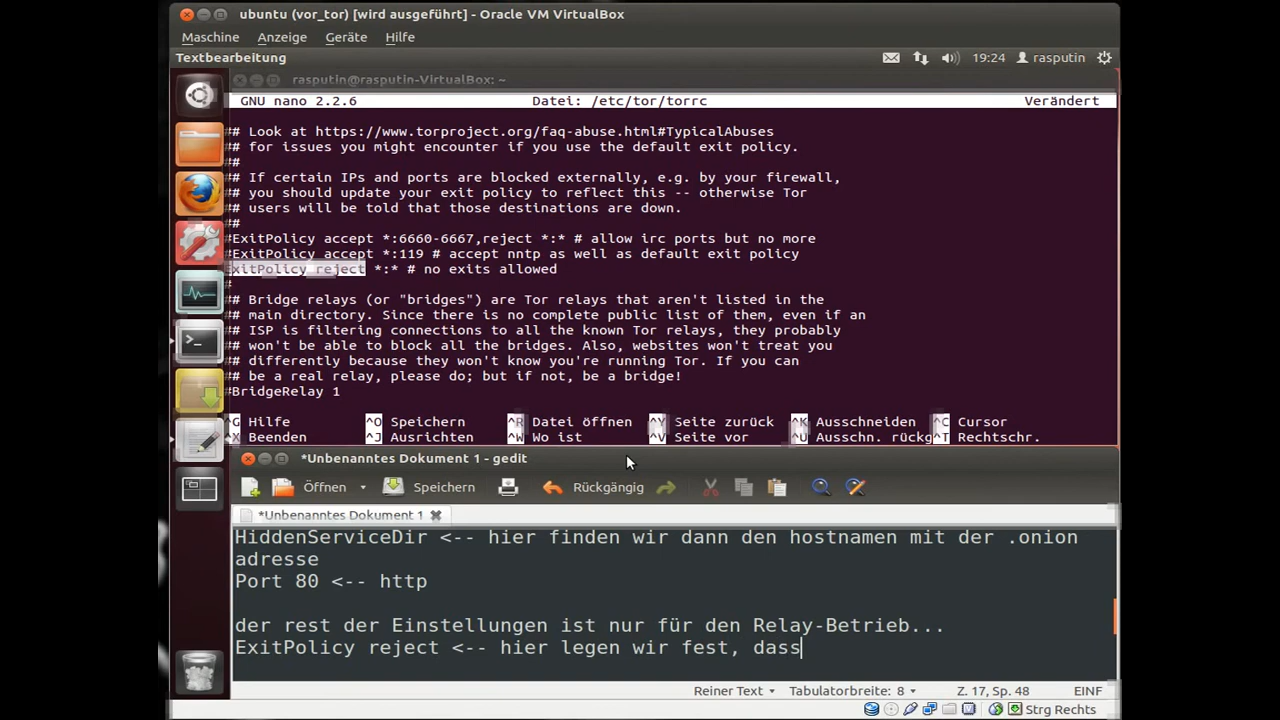 ubuntu (vor_tor) [wird ausgeführt] - Oracle VM VirtualBox
Maschine Anzeige Geräte Hilfe
Textbearbeitung 19:24 rasputin
rasputin@rasputin-VirtualBox: ~
GNU nano 2.2.6 Datei: /etc/tor/torrc Verändert
## Look at https://www.torproject.org/faq-abuse.html#TypicalAbuses
## for issues you might encounter if you use the default exit policy.
##
## If certain IPs and ports are blocked externally, e.g. by your firewall,
## you should update your exit policy to reflect this -- otherwise Tor
## users will be told that those destinations are down.
##
#ExitPolicy accept *:6660-6667,reject *:* # allow irc ports but no more
#ExitPolicy accept *:119 # accept nntp as well as default exit policy
ExitPolicy reject *:* # no exits allowed
#
## Bridge relays (or "bridges") are Tor relays that aren't listed in the
## main directory. Since there is no complete public list of them, even if an
## ISP is filtering connections to all the known Tor relays, they probably
## won't be able to block all the bridges. Also, websites won't treat you
## differently because they won't know you're running Tor. If you can
## be a real relay, please do; but if not, be a bridge!
#BridgeRelay 1
^G Hilfe ^O Speichern ^R Datei öffnen ^Y Seite zurück ^K Ausschneiden ^C Cursor
^X Beenden ^J Ausrichten ^W Wo ist ^V Seite vor ^U Ausschn. rückg ^T Rechtschr.
*Unbenanntes Dokument 1 - gedit
Öffnen Speichern Rückgängig
*Unbenanntes Dokument 1
HiddenServiceDir <-- hier finden wir dann den hostnamen mit der .onion
adresse
Port 80 <-- http
der rest der Einstellungen ist nur für den Relay-Betrieb...
ExitPolicy reject <-- hier legen wir fest, dass
Reiner Text Tabulatorbreite: 8 Z. 17, Sp. 48 EINF
Strg Rechts